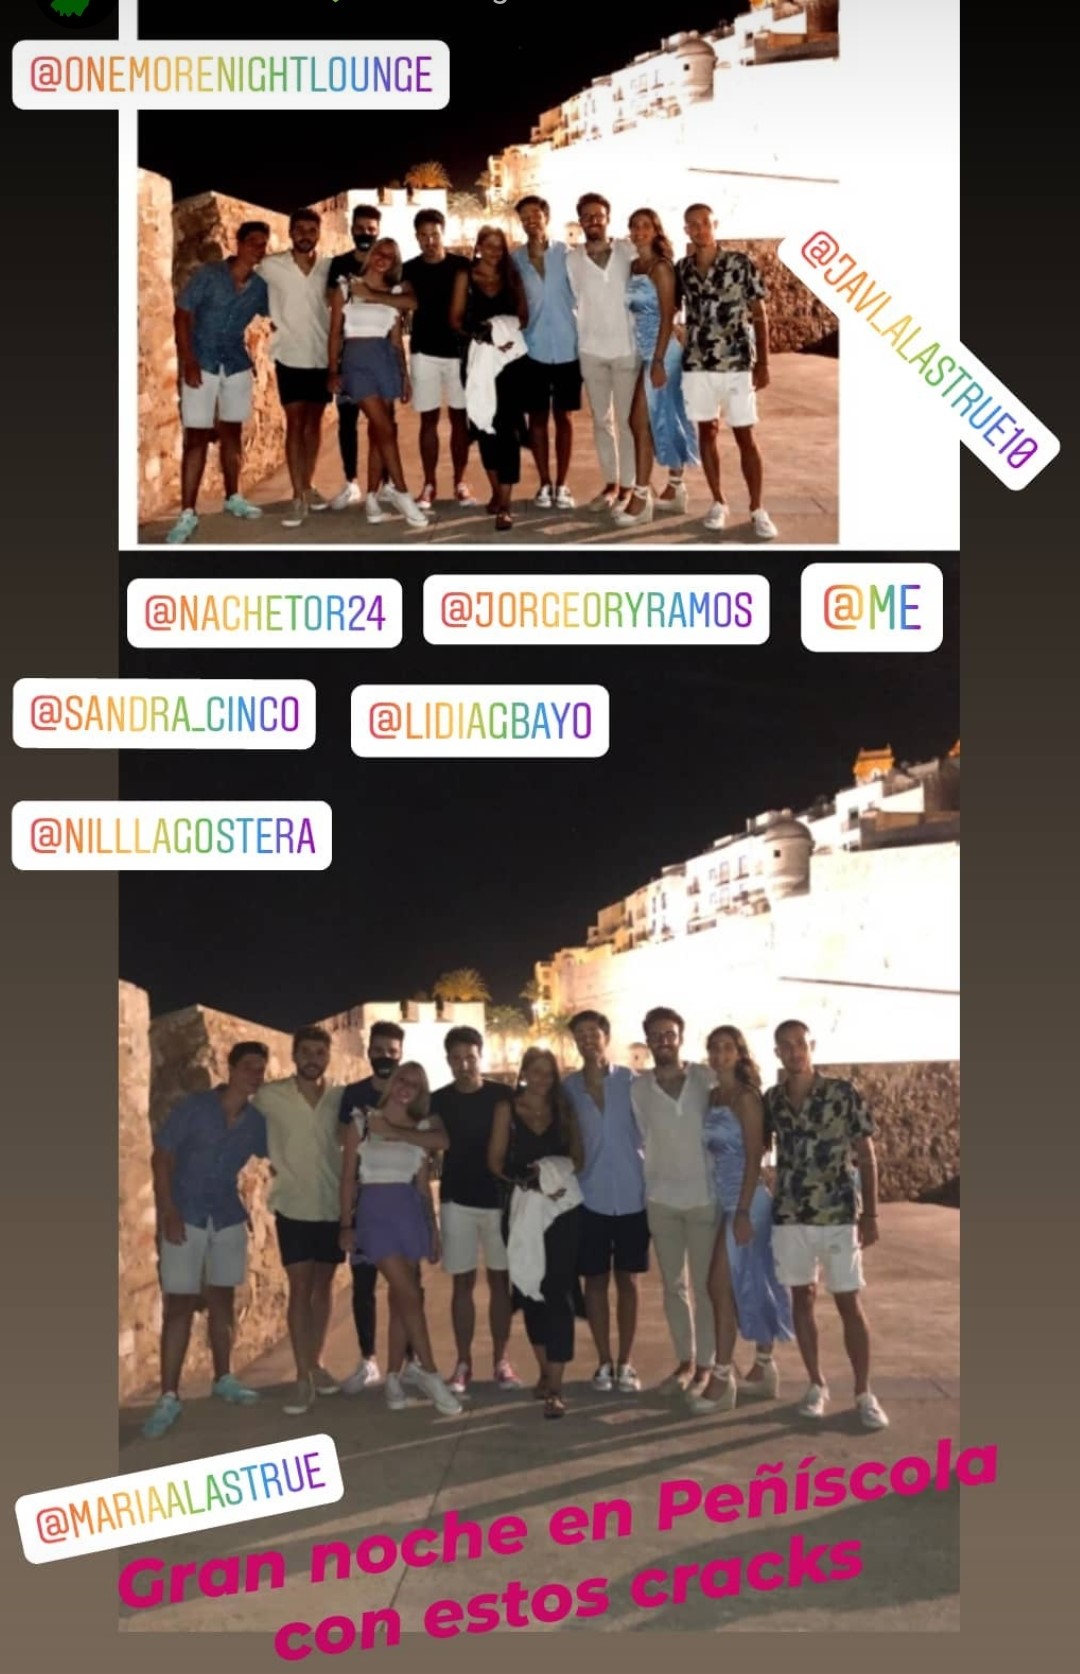 @ONEMORENIGHTLOUNGE
@JAVI_ALASTRUE10
@NACHETOR24
@JORGEORYRAMOS
@ME
@SANDRA_CINCO
@LIDIAGBAYO
@NILLLAGOSTERA
@MARIAALASTRUE
Gran noche en Peñíscola
con estos cracks